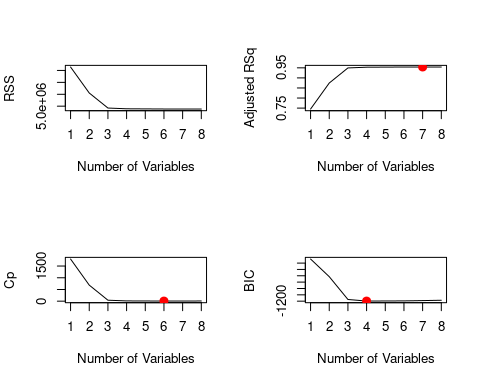 RSS
5.0e+06
1 2 3 4 5 6 7 8
Number of Variables
Adjusted RSq
0.75 0.95
1 2 3 4 5 6 7 8
Number of Variables
Cp
0 1500
1 2 3 4 5 6 7 8
Number of Variables
BIC
-1200
1 2 3 4 5 6 7 8
Number of Variables